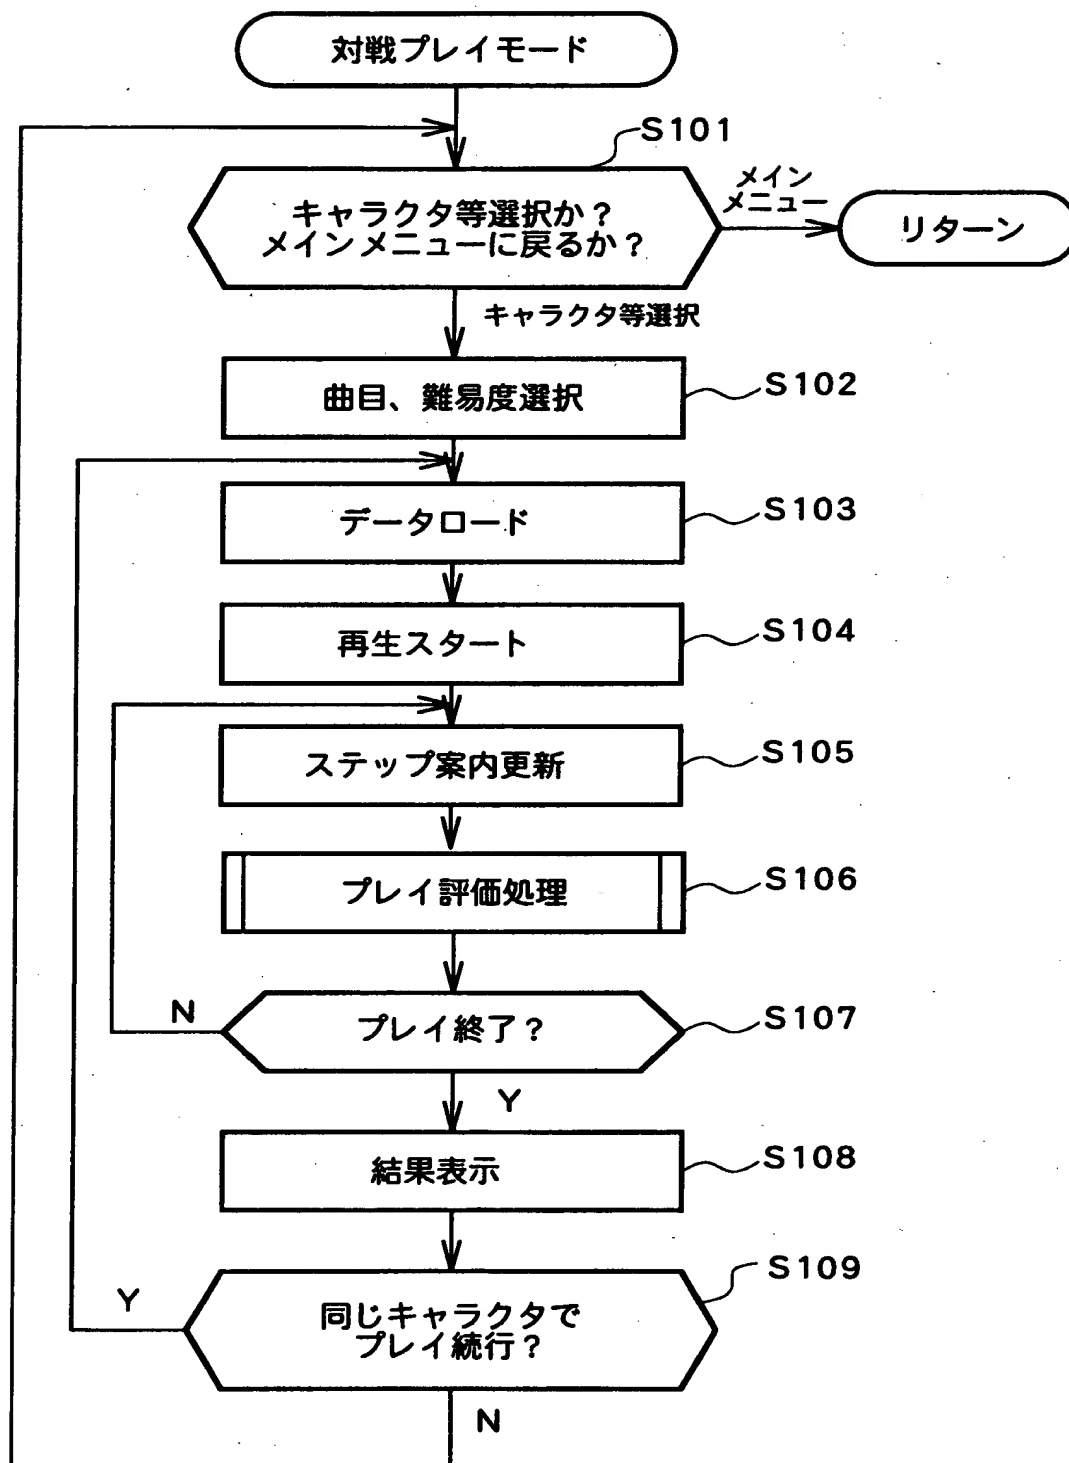 対戦プレイモード
S101
キャラクタ等選択か？
メインメニューに戻るか？
メイン
メニュー
リターン
キャラクタ等選択
曲目、難易度選択
S102
データロード
S103
再生スタート
S104
ステップ案内更新
S105
プレイ評価処理
S106
N
プレイ終了？
S107
Y
結果表示
S108
S109
Y
同じキャラクタで
プレイ続行？
N